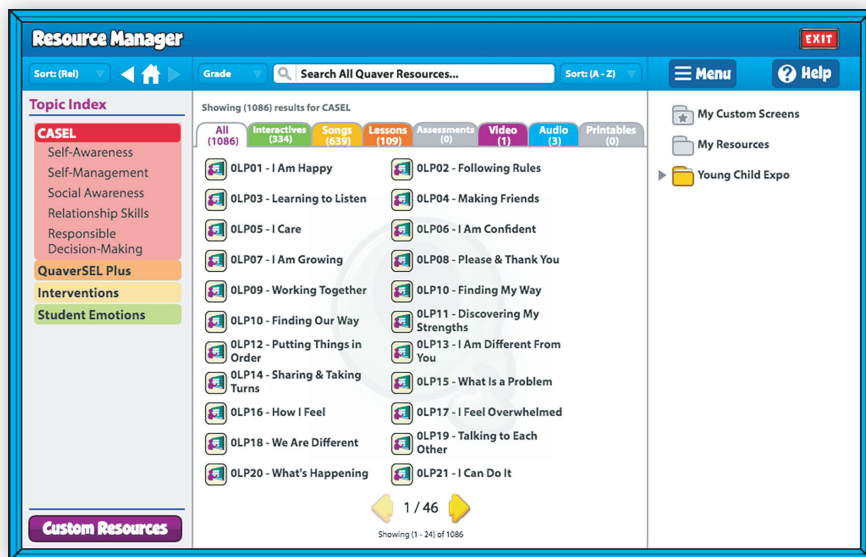 Resource Manager
EXIT
Sort: (Rel)
Grade
Search All Quaver Resources...
Sort: (A - Z)
Menu
Help
Topic Index
CASEL
Self-Awareness
Self-Management
Social Awareness
Relationship Skills
Responsible
Decision-Making
QuaverSEL Plus
Interventions
Student Emotions
Custom Resources
Showing (1086) results for CASEL
All
(1086)
Interactives
(334)
Songs
(639)
Lessons
(109)
Assessments
(0)
Video
(1)
Audio
(3)
Printables
(0)
0LP01 - I Am Happy
0LP02 - Following Rules
0LP03 - Learning to Listen
0LP04 - Making Friends
0LP05 - I Care
0LP06 - I Am Confident
0LP07 - I Am Growing
0LP08 - Please & Thank You
0LP09 - Working Together
0LP10 - Finding My Way
0LP10 - Finding Our Way
0LP11 - Discovering My
Strengths
0LP12 - Putting Things in
Order
0LP13 - I Am Different From
You
0LP14 - Sharing & Taking
Turns
0LP15 - What Is a Problem
0LP16 - How I Feel
0LP17 - I Feel Overwhelmed
0LP18 - We Are Different
0LP19 - Talking to Each
Other
0LP20 - What's Happening
0LP21 - I Can Do It
1 / 46
Showing (1 - 24) of 1086
My Custom Screens
My Resources
Young Child Expo